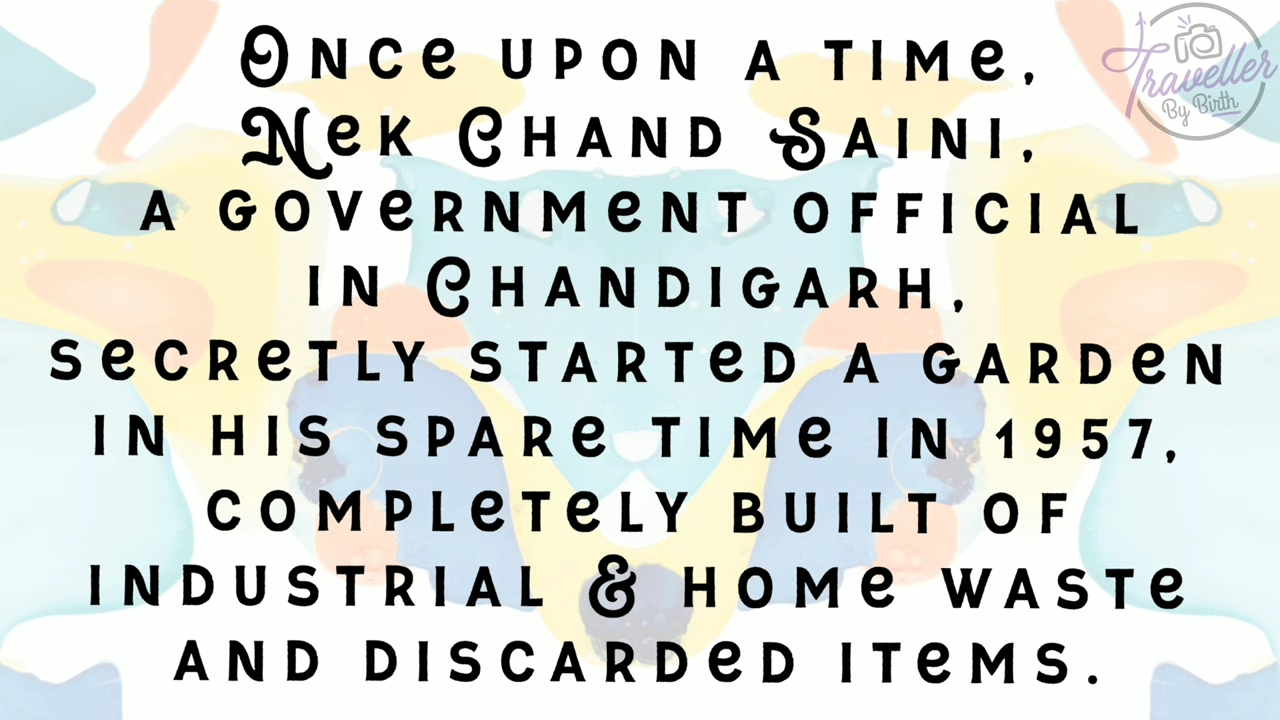 Once upon a time,
Nek Chand Saini,
a government official
in Chandigarh,
secretly started a garden
in his spare time in 1957,
completely built of
industrial & home waste
and discarded items.
Traveller
By Birth